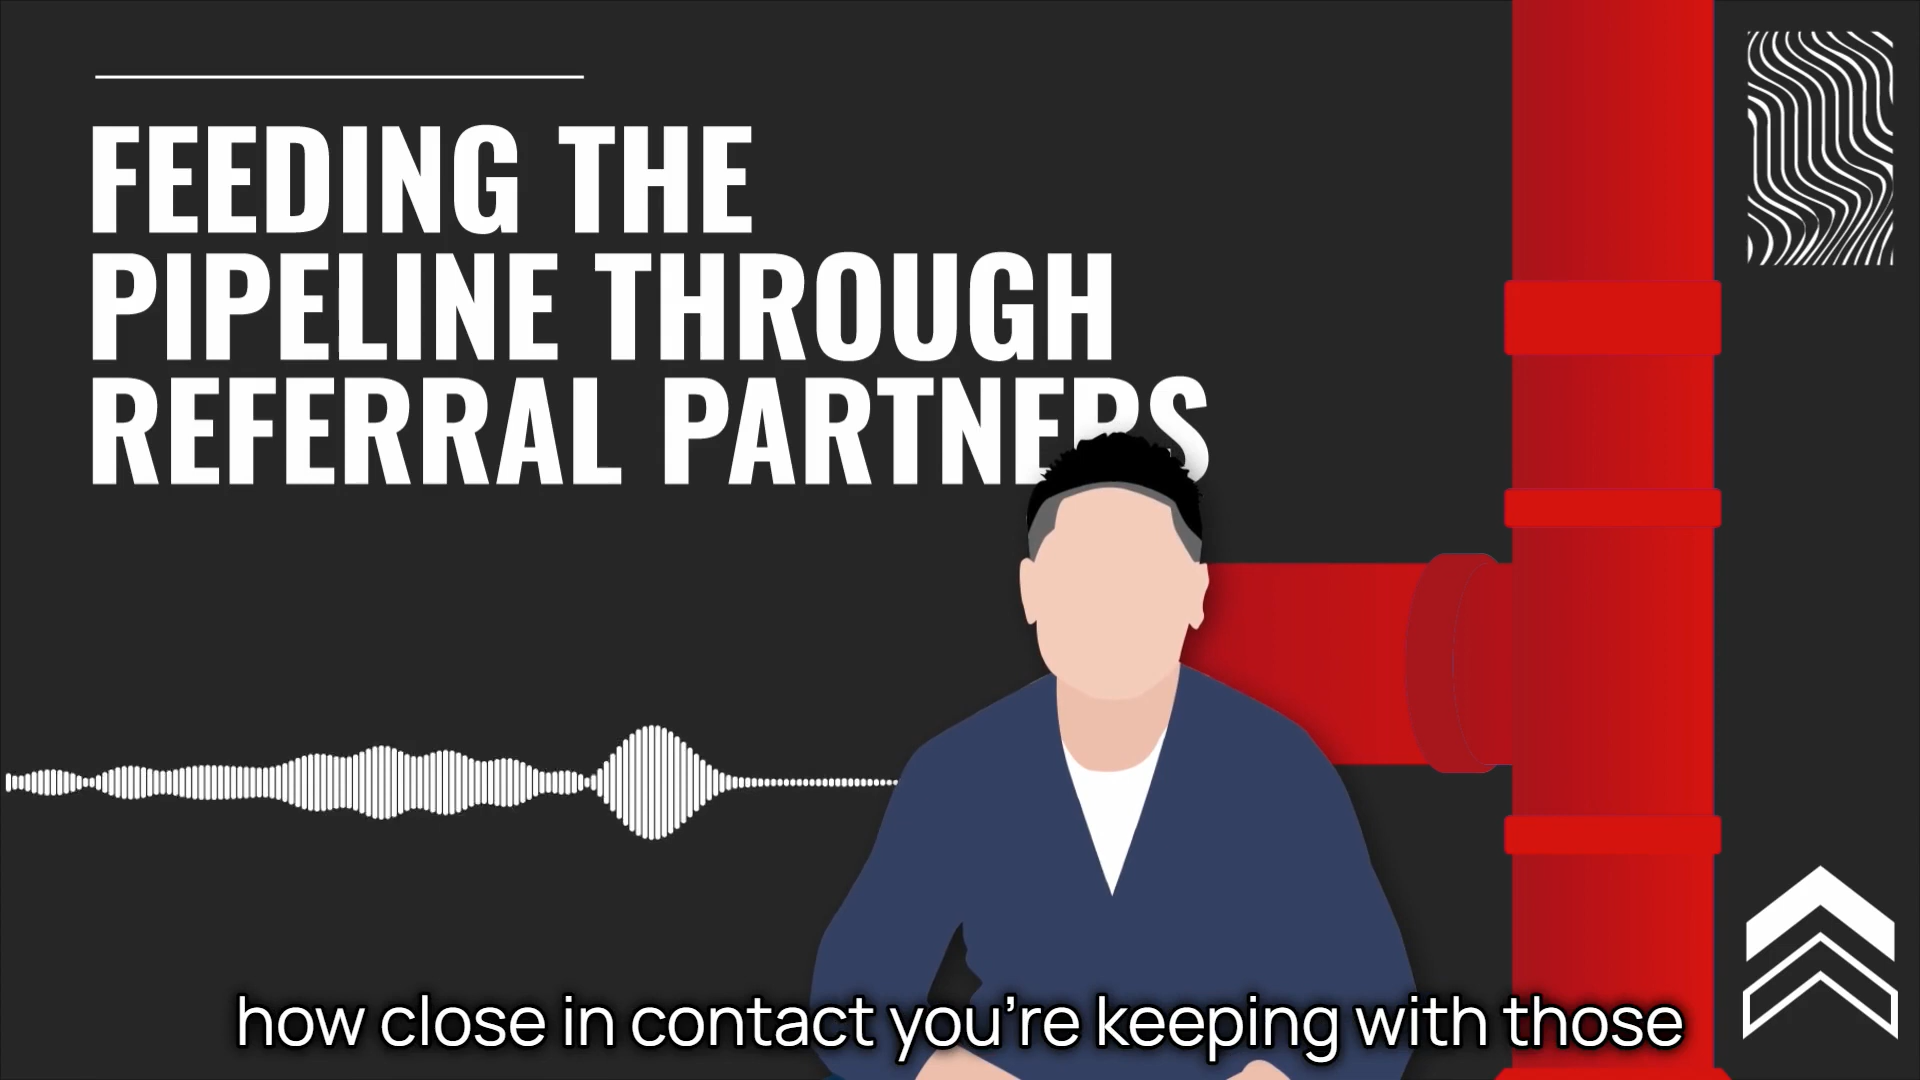 FEEDING THE
PIPELINE THROUGH
REFERRAL PARTNERS
how close in contact you're keeping with those